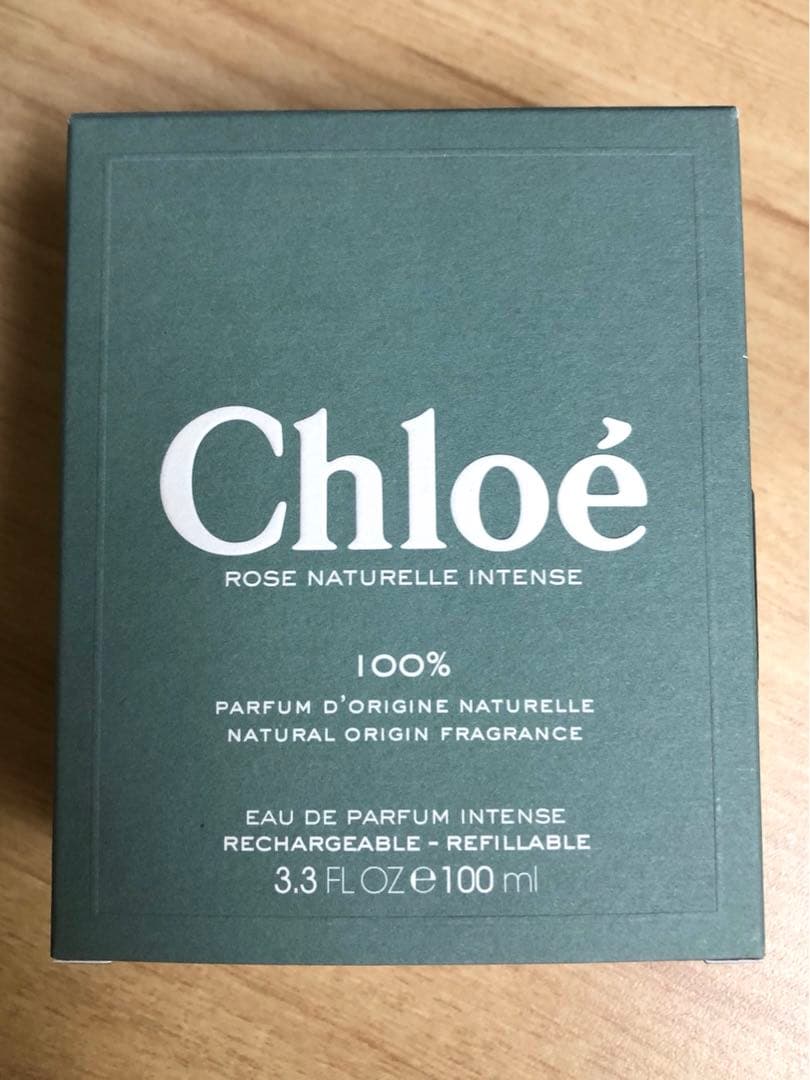 Chloé
ROSE NATURELLE INTENSE
100%
PARFUM D'ORIGINE NATURELLE
NATURAL ORIGIN FRAGRANCE
EAU DE PARFUM INTENSE
RECHARGEABLE - REFILLABLE
3.3 FL OZ ℮ 100 ml